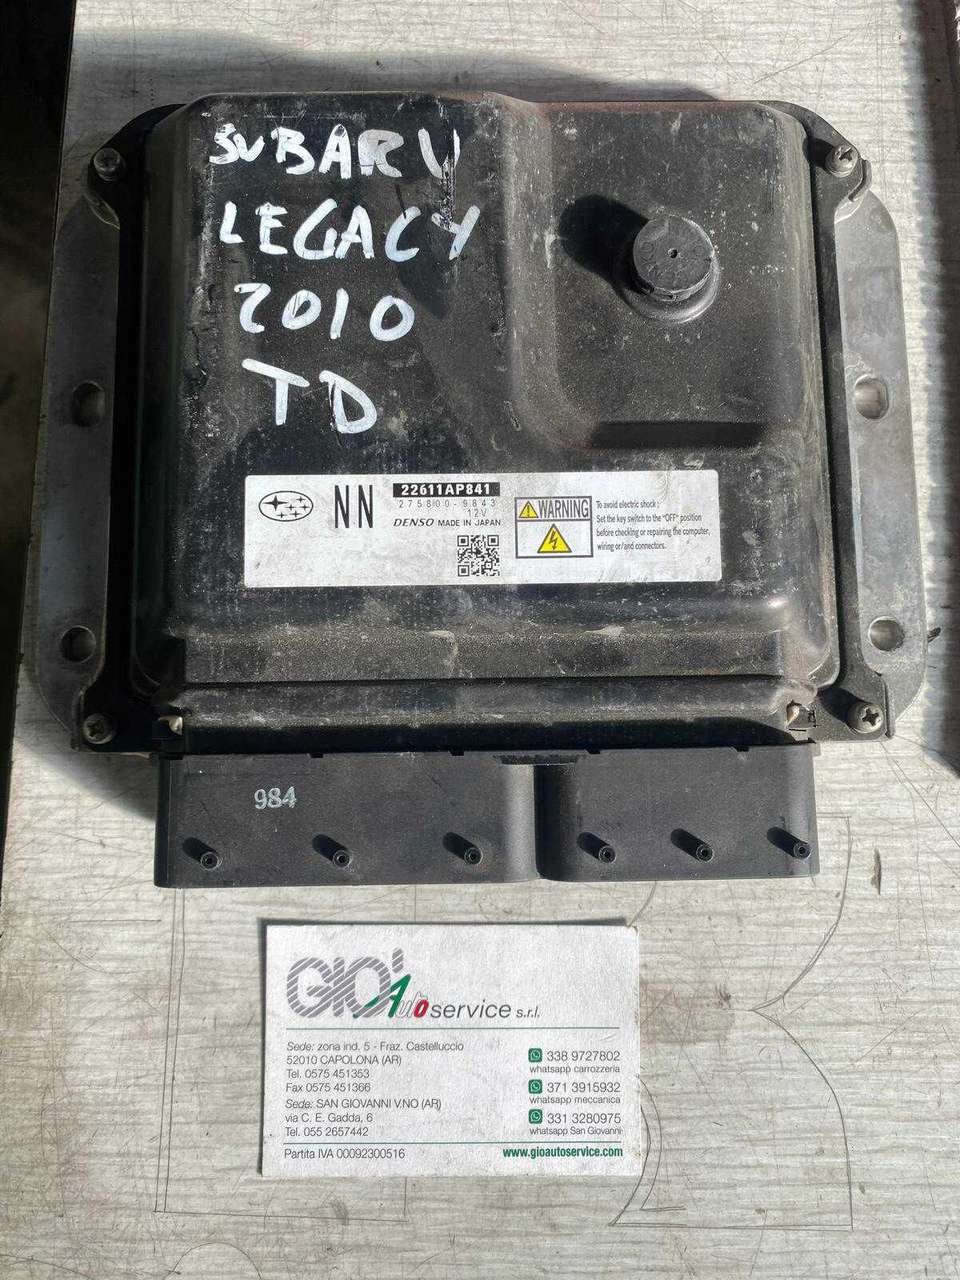 SUBARU
LEGACY
2010
TD
NN
22611AP841
275800-9843
12V
DENSO MADE IN JAPAN
WARNING
To avoid electric shock ;
Set the key switch to the "OFF" position
before checking or repairing the computer,
wiring or/and connectors.
984
GIO' Auto service s.r.l.
Sede: zona ind. 5 - Fraz. Castelluccio
52010 CAPOLONA (AR)
Tel. 0575 451353
Fax 0575 451366
Sede: SAN GIOVANNI V.NO (AR)
via C. E. Gadda, 6
Tel. 055 2657442
338 9727802
whatsapp carrozzeria
371 3915932
whatsapp meccanica
331 3280975
whatsapp San Giovanni
Partita IVA 00092300516
www.gioautoservice.com